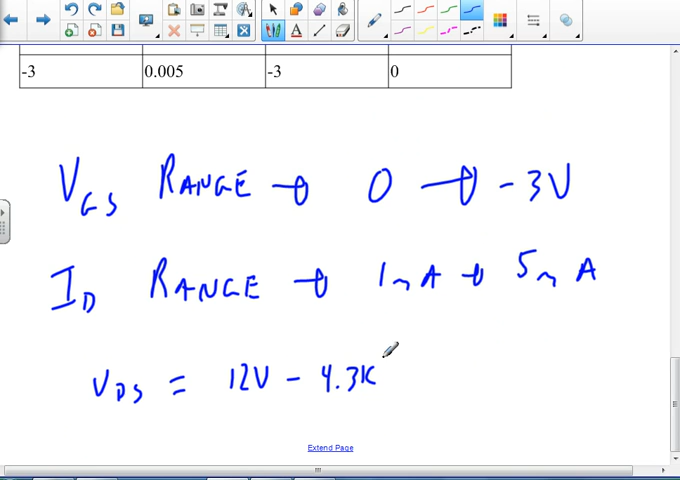 -3 0.005 -3 0
VGS RANGE → 0 → -3V
ID RANGE → 1mA → 5mA
VDS = 12V - 4.3K
Extend Page